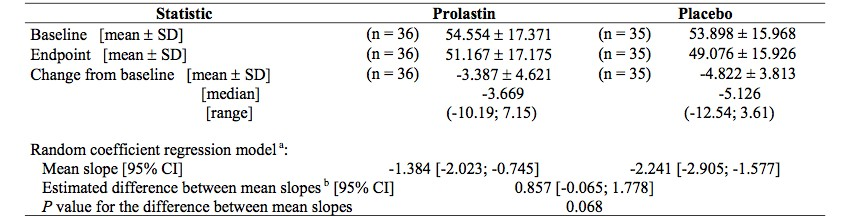 Statistic Prolastin Placebo
Baseline [mean ± SD] (n = 36) 54.554 ± 17.371 (n = 35) 53.898 ± 15.968
Endpoint [mean ± SD] (n = 36) 51.167 ± 17.175 (n = 35) 49.076 ± 15.926
Change from baseline [mean ± SD] (n = 36) -3.387 ± 4.621 (n = 35) -4.822 ± 3.813
[median] -3.669 -5.126
[range] (-10.19; 7.15) (-12.54; 3.61)
Random coefficient regression model a:
Mean slope [95% CI] -1.384 [-2.023; -0.745] -2.241 [-2.905; -1.577]
Estimated difference between mean slopes b [95% CI] 0.857 [-0.065; 1.778]
P value for the difference between mean slopes 0.068